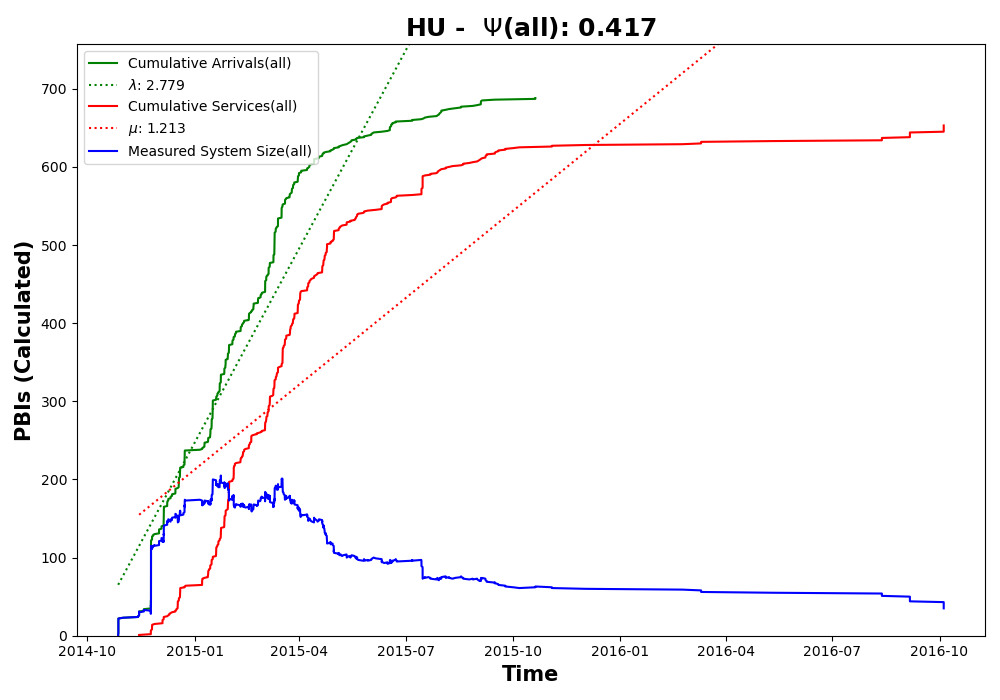 HU -  Ψ(all): 0.417
Cumulative Arrivals(all)
λ: 2.779
Cumulative Services(all)
μ: 1.213
Measured System Size(all)
PBIs (Calculated)
700
600
500
400
300
200
100
0
2014-10 2015-01 2015-04 2015-07 2015-10 2016-01 2016-04 2016-07 2016-10
Time